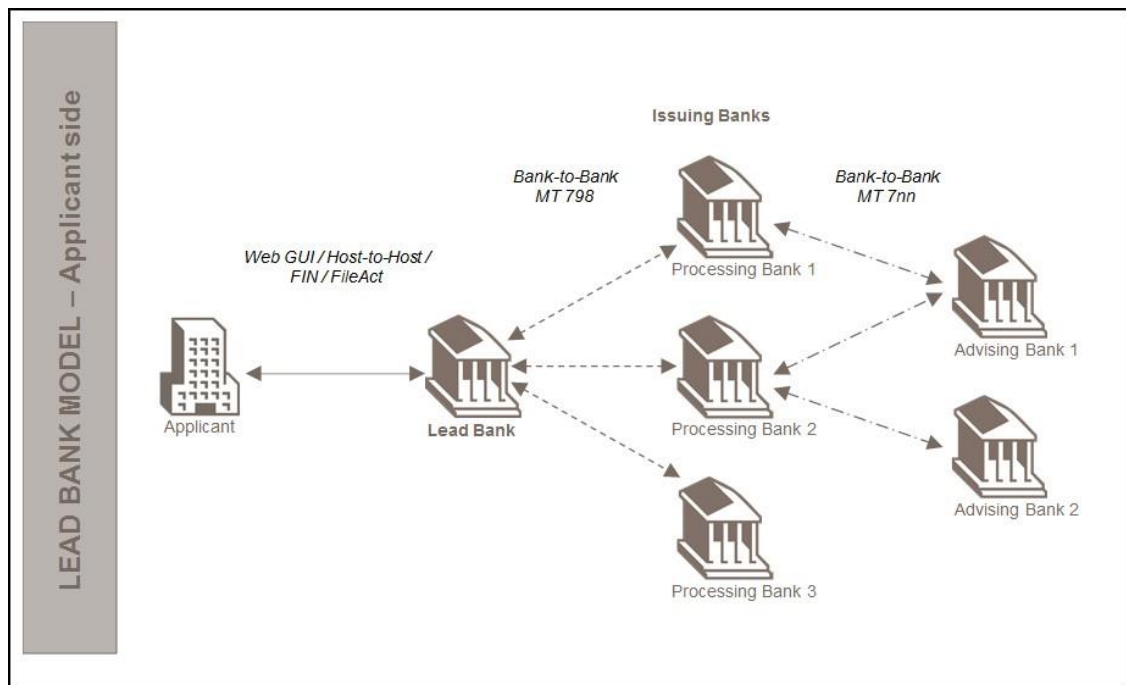 LEAD BANK MODEL – Applicant side
Issuing Banks
Bank-to-Bank
MT 798
Bank-to-Bank
MT 7nn
Web GUI / Host-to-Host /
FIN / FileAct
Processing Bank 1
Advising Bank 1
Applicant
Lead Bank
Processing Bank 2
Advising Bank 2
Processing Bank 3